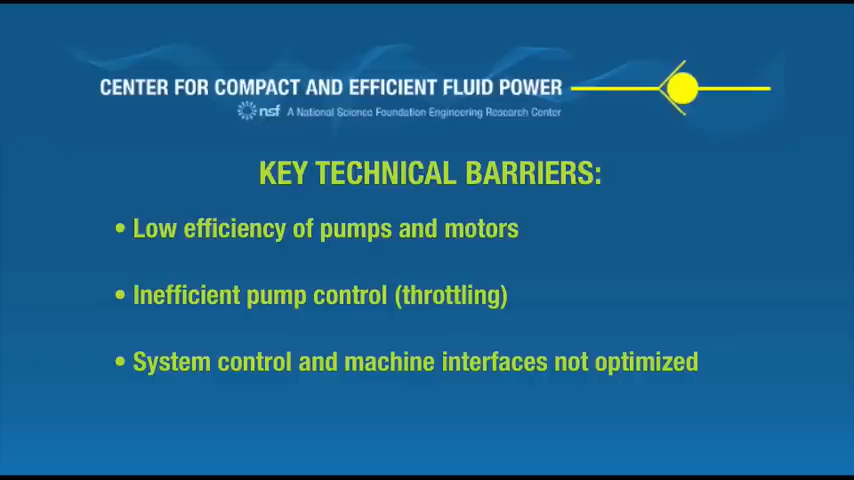 CENTER FOR COMPACT AND EFFICIENT FLUID POWER
nsf A National Science Foundation Engineering Research Center
KEY TECHNICAL BARRIERS:
• Low efficiency of pumps and motors
• Inefficient pump control (throttling)
• System control and machine interfaces not optimized